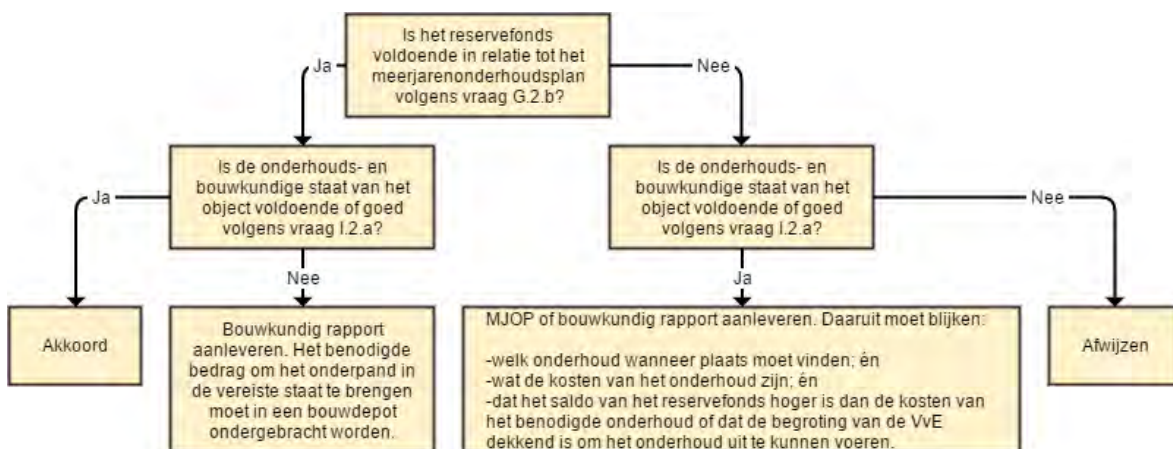 Is het reservefonds
voldoende in relatie tot het
meerjarenonderhoudsplan
volgens vraag G.2.b?
Ja
Nee
Is de onderhouds- en
bouwkundige staat van het
object voldoende of goed
volgens vraag I.2.a?
Is de onderhouds- en
bouwkundige staat van het
object voldoende of goed
volgens vraag I.2.a?
Ja
Nee
Nee
Ja
Akkoord
Bouwkundig rapport
aanleveren. Het benodigde
bedrag om het onderpand in
de vereiste staat te brengen
moet in een bouwdepot
ondergebracht worden.
MJOP of bouwkundig rapport aanleveren. Daaruit moet blijken:
-welk onderhoud wanneer plaats moet vinden; én
-wat de kosten van het onderhoud zijn; én
-dat het saldo van het reservefonds hoger is dan de kosten van
het benodigde onderhoud of dat de begroting van de VvE
dekkend is om het onderhoud uit te kunnen voeren.
Afwijzen